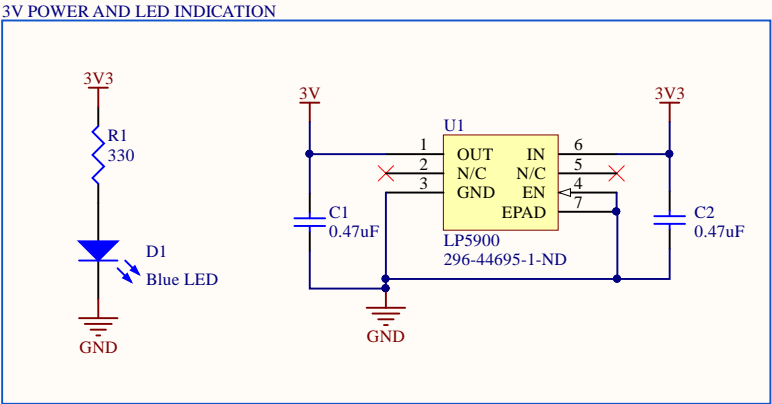 3V POWER AND LED INDICATION
3V3
R1
330
D1
Blue LED
GND
3V
3V3
U1
1 OUT IN 6
2 N/C N/C 5
3 GND EN 4
EPAD 7
C1
0.47uF
C2
0.47uF
LP5900
296-44695-1-ND
GND